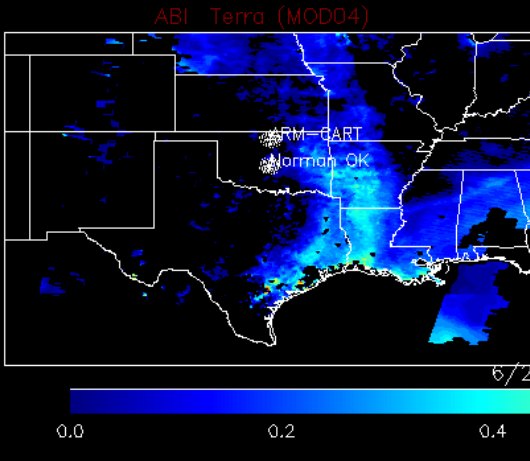 ABI Terra (MOD04)
ARM-CART
Norman OK
6/2
0.0 0.2 0.4